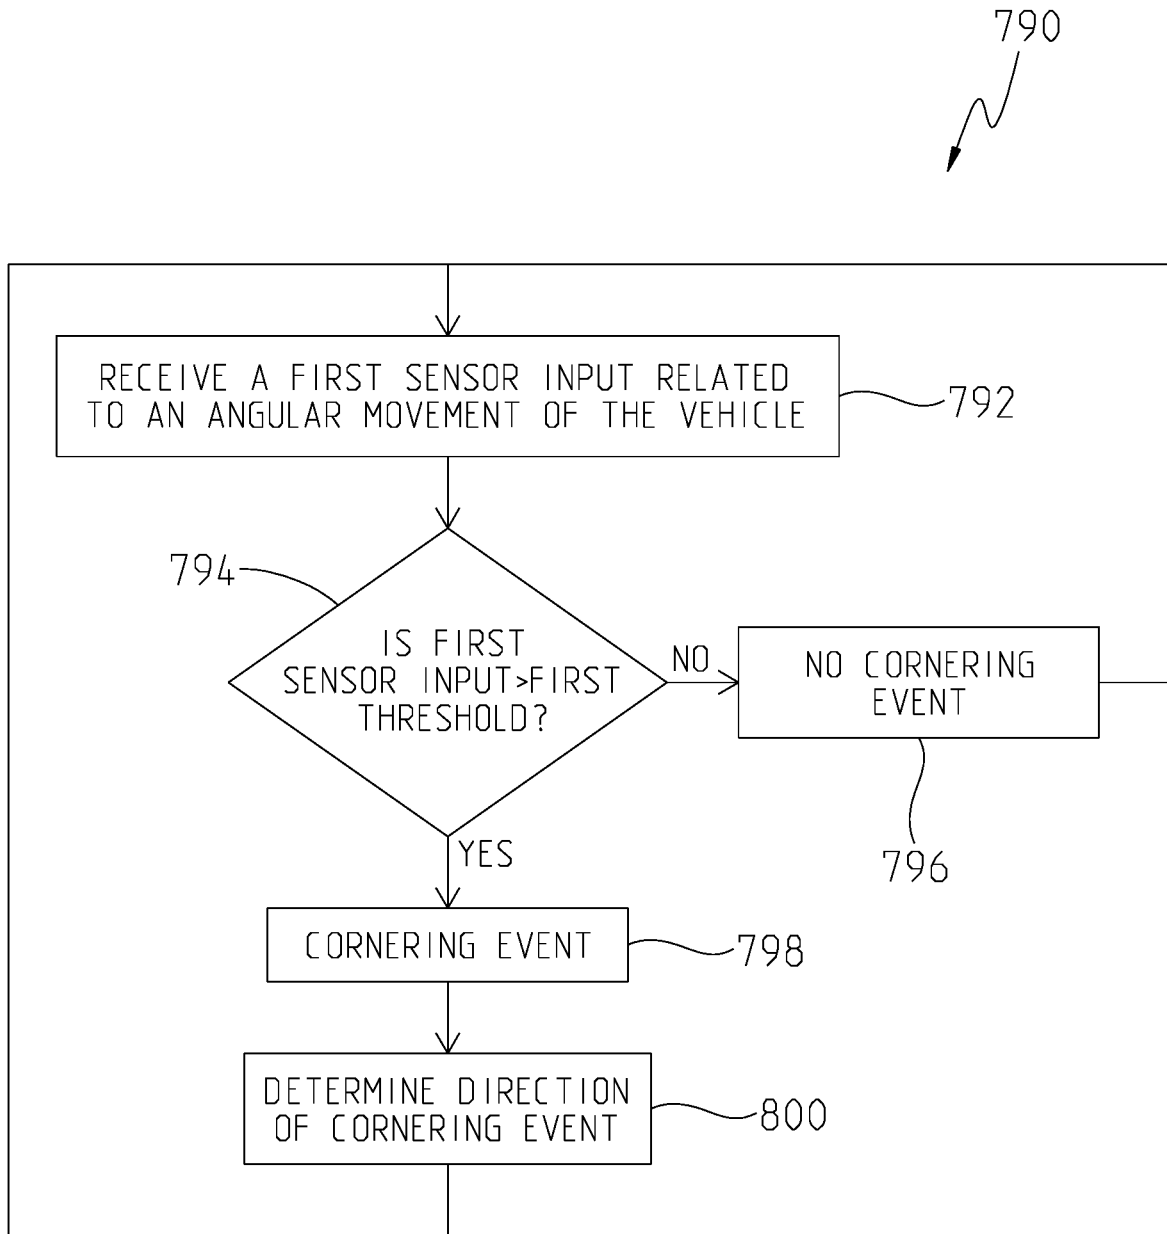 790
RECEIVE A FIRST SENSOR INPUT RELATED
TO AN ANGULAR MOVEMENT OF THE VEHICLE
792
794
IS FIRST
SENSOR INPUT>FIRST
THRESHOLD?
NO
NO CORNERING
EVENT
796
YES
CORNERING EVENT
798
DETERMINE DIRECTION
OF CORNERING EVENT
800